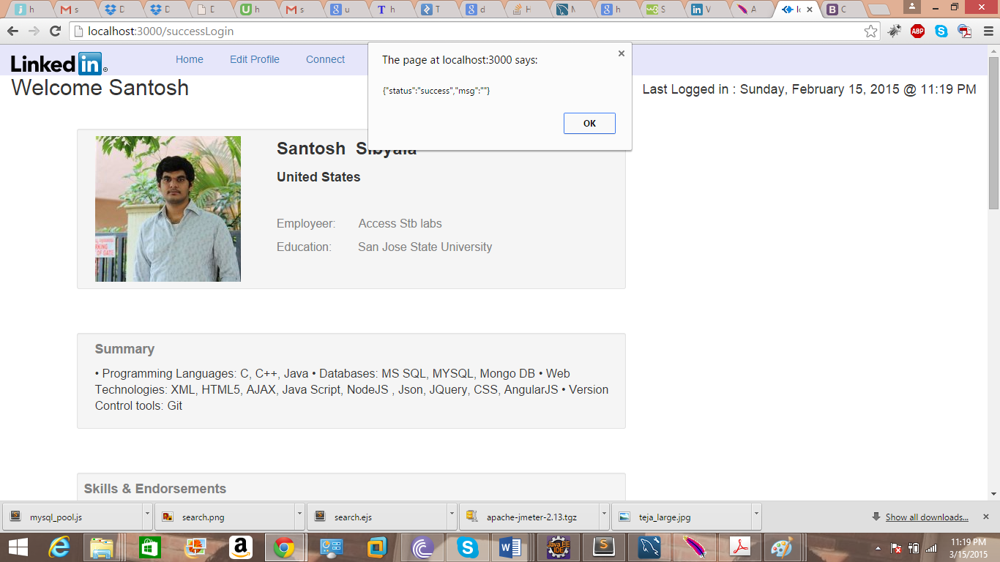 h
s
D
D
D
h
s
u
h
T
d
H
M
h
S
V
A
lo
C
localhost:3000/successLogin
ABP
Linked in
Home
Edit Profile
Connect
The page at localhost:3000 says:
{"status":"success","msg":""}
OK
Welcome Santosh
Last Logged in : Sunday, February 15, 2015 @ 11:19 PM
Santosh Sibyala
United States
Employeer: Access Stb labs
Education: San Jose State University
Summary
• Programming Languages: C, C++, Java • Databases: MS SQL, MYSQL, Mongo DB • Web
Technologies: XML, HTML5, AJAX, Java Script, NodeJS , Json, JQuery, CSS, AngularJS • Version
Control tools: Git
Skills & Endorsements
mysql_pool.js
search.png
search.ejs
apache-jmeter-2.13.tgz
teja_large.jpg
Show all downloads...
Java EE
IDE
11:19 PM
3/15/2015